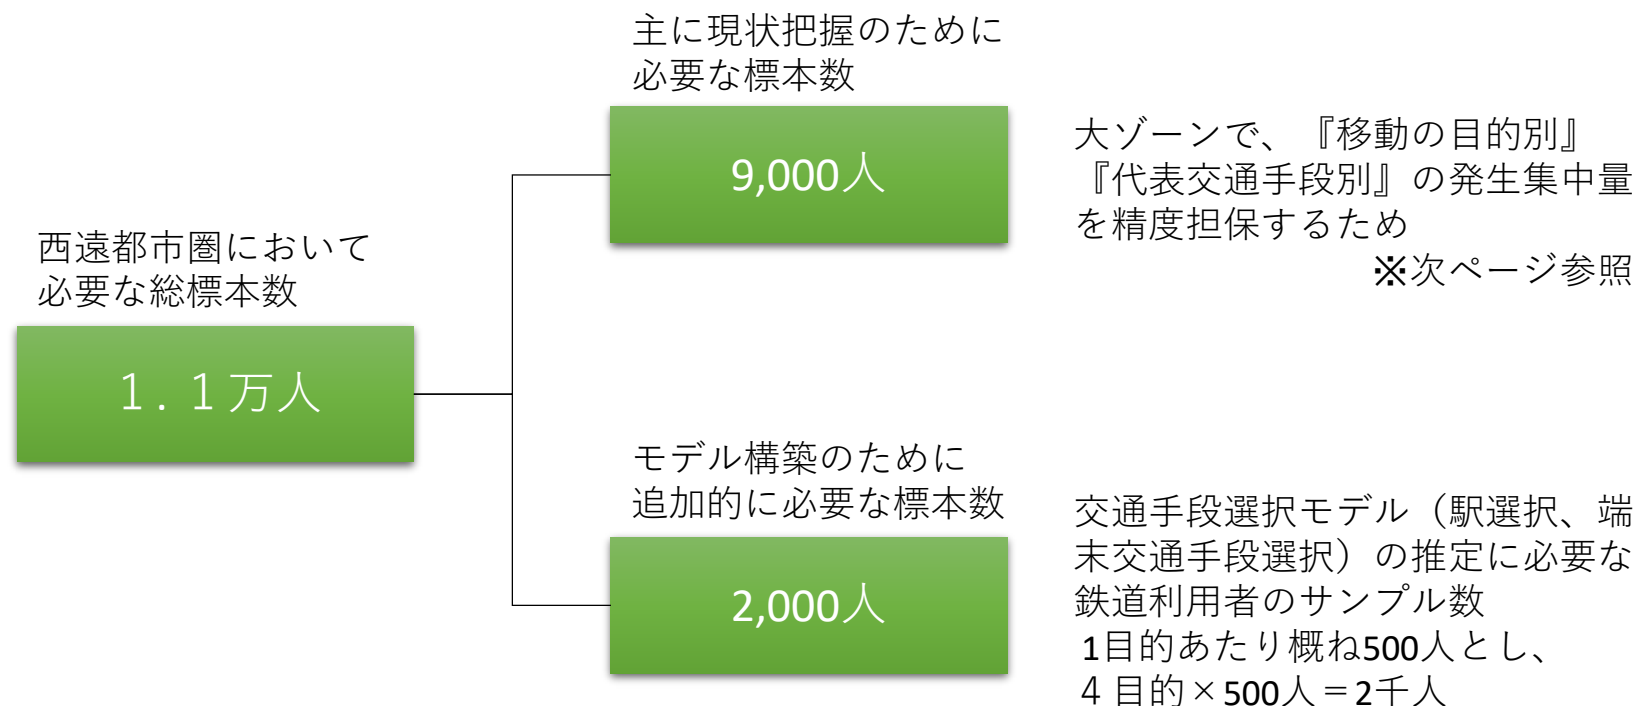 西遠都市圏において
必要な総標本数
１．１万人
主に現状把握のために
必要な標本数
9,000人
大ゾーンで、『移動の目的別』
『代表交通手段別』の発生集中量
を精度担保するため
※次ページ参照
モデル構築のために
追加的に必要な標本数
2,000人
交通手段選択モデル（駅選択、端
末交通手段選択）の推定に必要な
鉄道利用者のサンプル数
1目的あたり概ね500人とし、
４目的×500人＝2千人